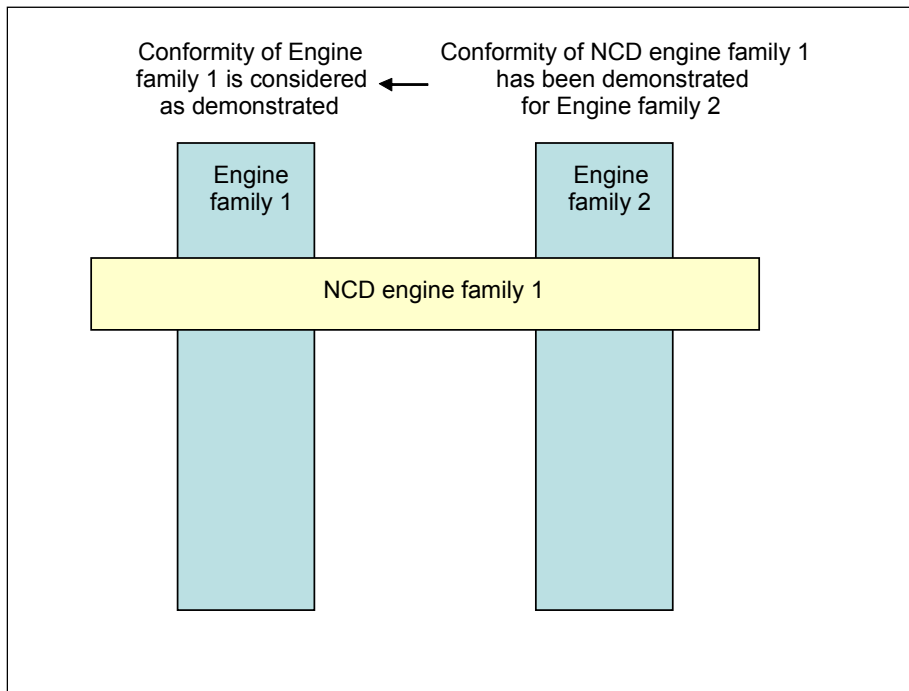 Conformity of Engine
family 1 is considered
as demonstrated
Conformity of NCD engine family 1
has been demonstrated
for Engine family 2
Engine
family 1
Engine
family 2
NCD engine family 1